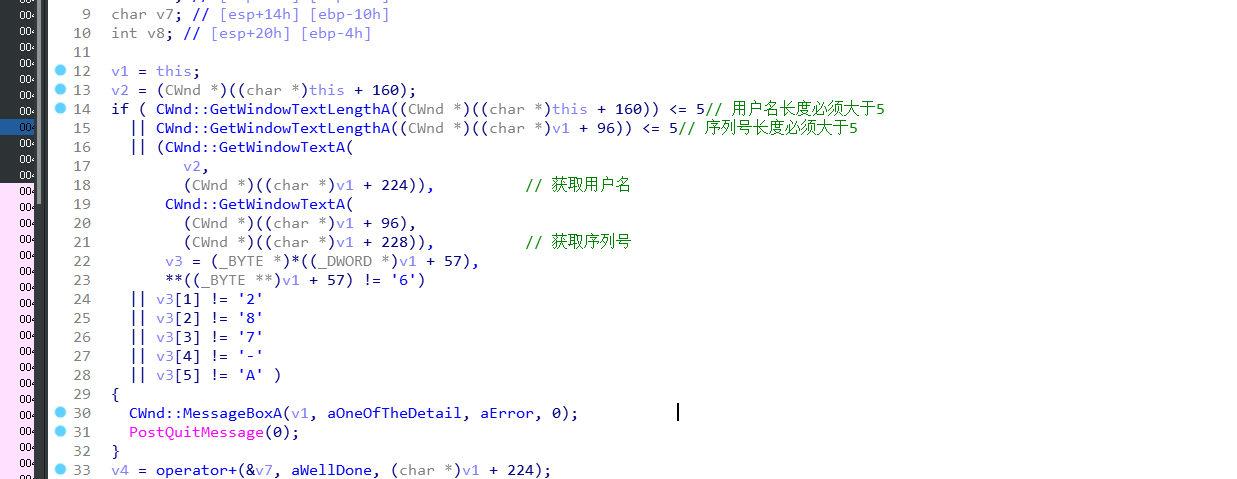 9 char v7; // [esp+14h] [ebp-10h]
10 int v8; // [esp+20h] [ebp-4h]
11
12 v1 = this;
13 v2 = (CWnd *)((char *)this + 160);
14 if ( CWnd::GetWindowTextLengthA((CWnd *)((char *)this + 160)) <= 5// 用户名长度必须大于5
15 || CWnd::GetWindowTextLengthA((CWnd *)((char *)v1 + 96)) <= 5// 序列号长度必须大于5
16 || (CWnd::GetWindowTextA(
17 v2,
18 (CWnd *)((char *)v1 + 224)), // 获取用户名
19 CWnd::GetWindowTextA(
20 (CWnd *)((char *)v1 + 96),
21 (CWnd *)((char *)v1 + 228)), // 获取序列号
22 v3 = (_BYTE *)*((_DWORD *)v1 + 57),
23 **((_BYTE **)v1 + 57) != '6')
24 || v3[1] != '2'
25 || v3[2] != '8'
26 || v3[3] != '7'
27 || v3[4] != '-'
28 || v3[5] != 'A' )
29 {
30 CWnd::MessageBoxA(v1, aOneOfTheDetail, aError, 0);
31 PostQuitMessage(0);
32 }
33 v4 = operator+(&v7, aWellDone, (char *)v1 + 224);